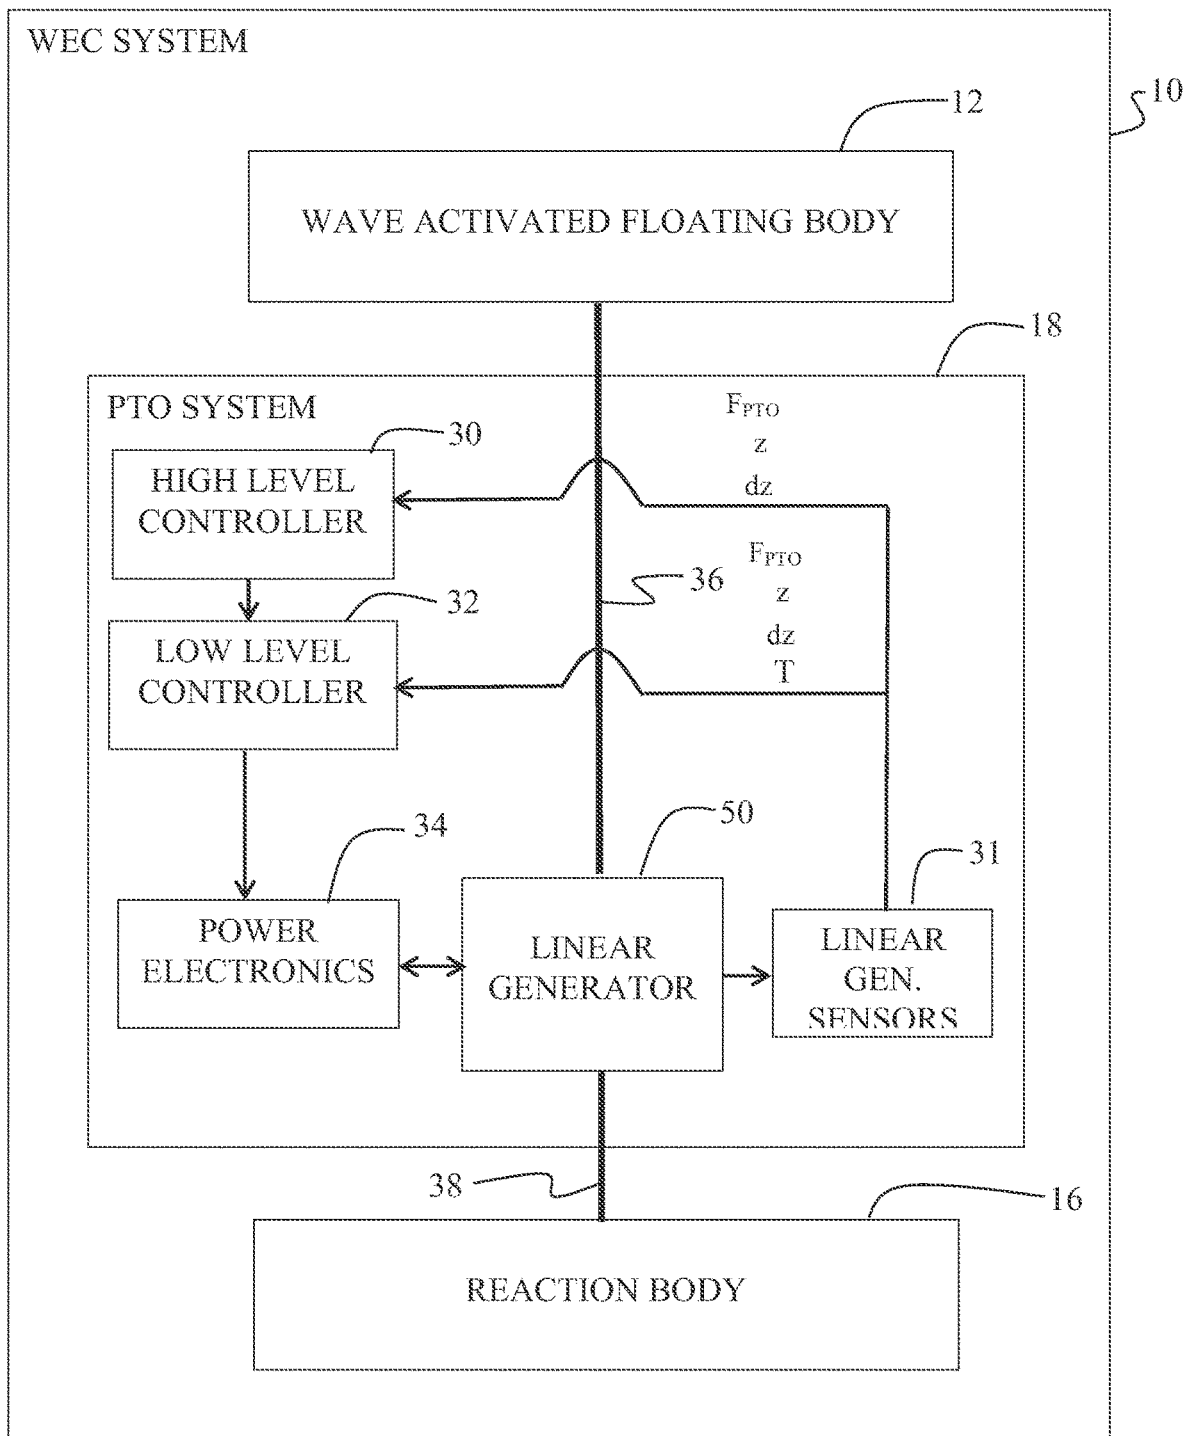 WEC SYSTEM
10
12
WAVE ACTIVATED FLOATING BODY
18
PTO SYSTEM
30
HIGH LEVEL
CONTROLLER
FPTO
z
dz
36
FPTO
z
dz
T
32
LOW LEVEL
CONTROLLER
34
50
31
POWER
ELECTRONICS
LINEAR
GENERATOR
LINEAR
GEN.
SENSORS
38
16
REACTION BODY